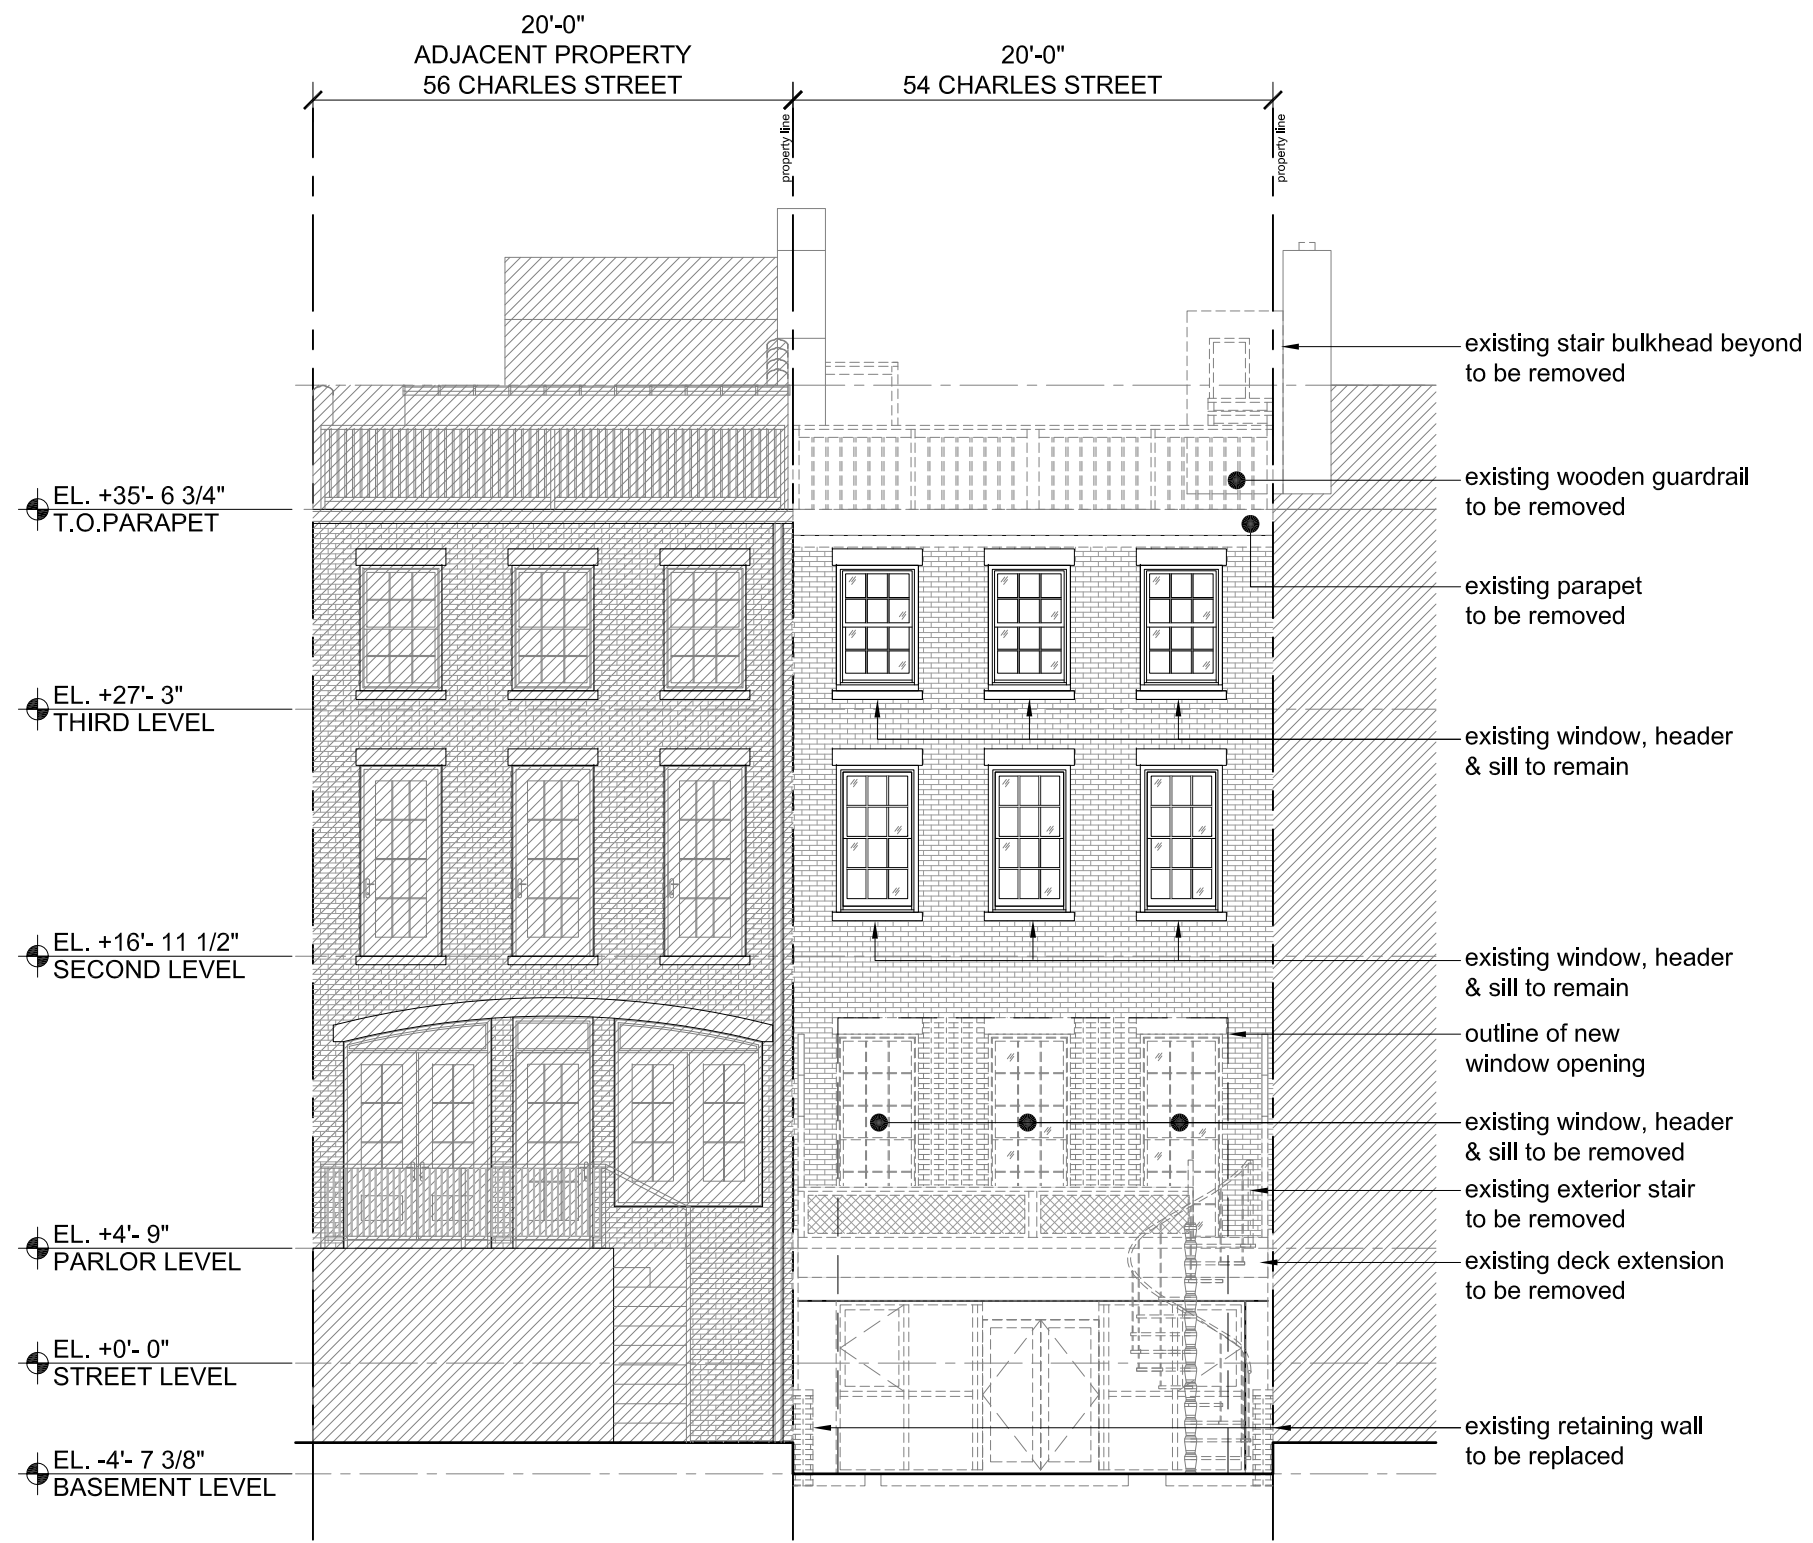 20'-0"
ADJACENT PROPERTY
56 CHARLES STREET
20'-0"
54 CHARLES STREET
property line
property line
existing stair bulkhead beyond
to be removed
EL. +35'- 6 3/4"
T.O.PARAPET
existing wooden guardrail
to be removed
existing parapet
to be removed
EL. +27'- 3"
THIRD LEVEL
existing window, header
& sill to remain
EL. +16'- 11 1/2"
SECOND LEVEL
existing window, header
& sill to remain
outline of new
window opening
existing window, header
& sill to be removed
existing exterior stair
to be removed
EL. +4'- 9"
PARLOR LEVEL
existing deck extension
to be removed
EL. +0'- 0"
STREET LEVEL
existing retaining wall
to be replaced
EL. -4'- 7 3/8"
BASEMENT LEVEL